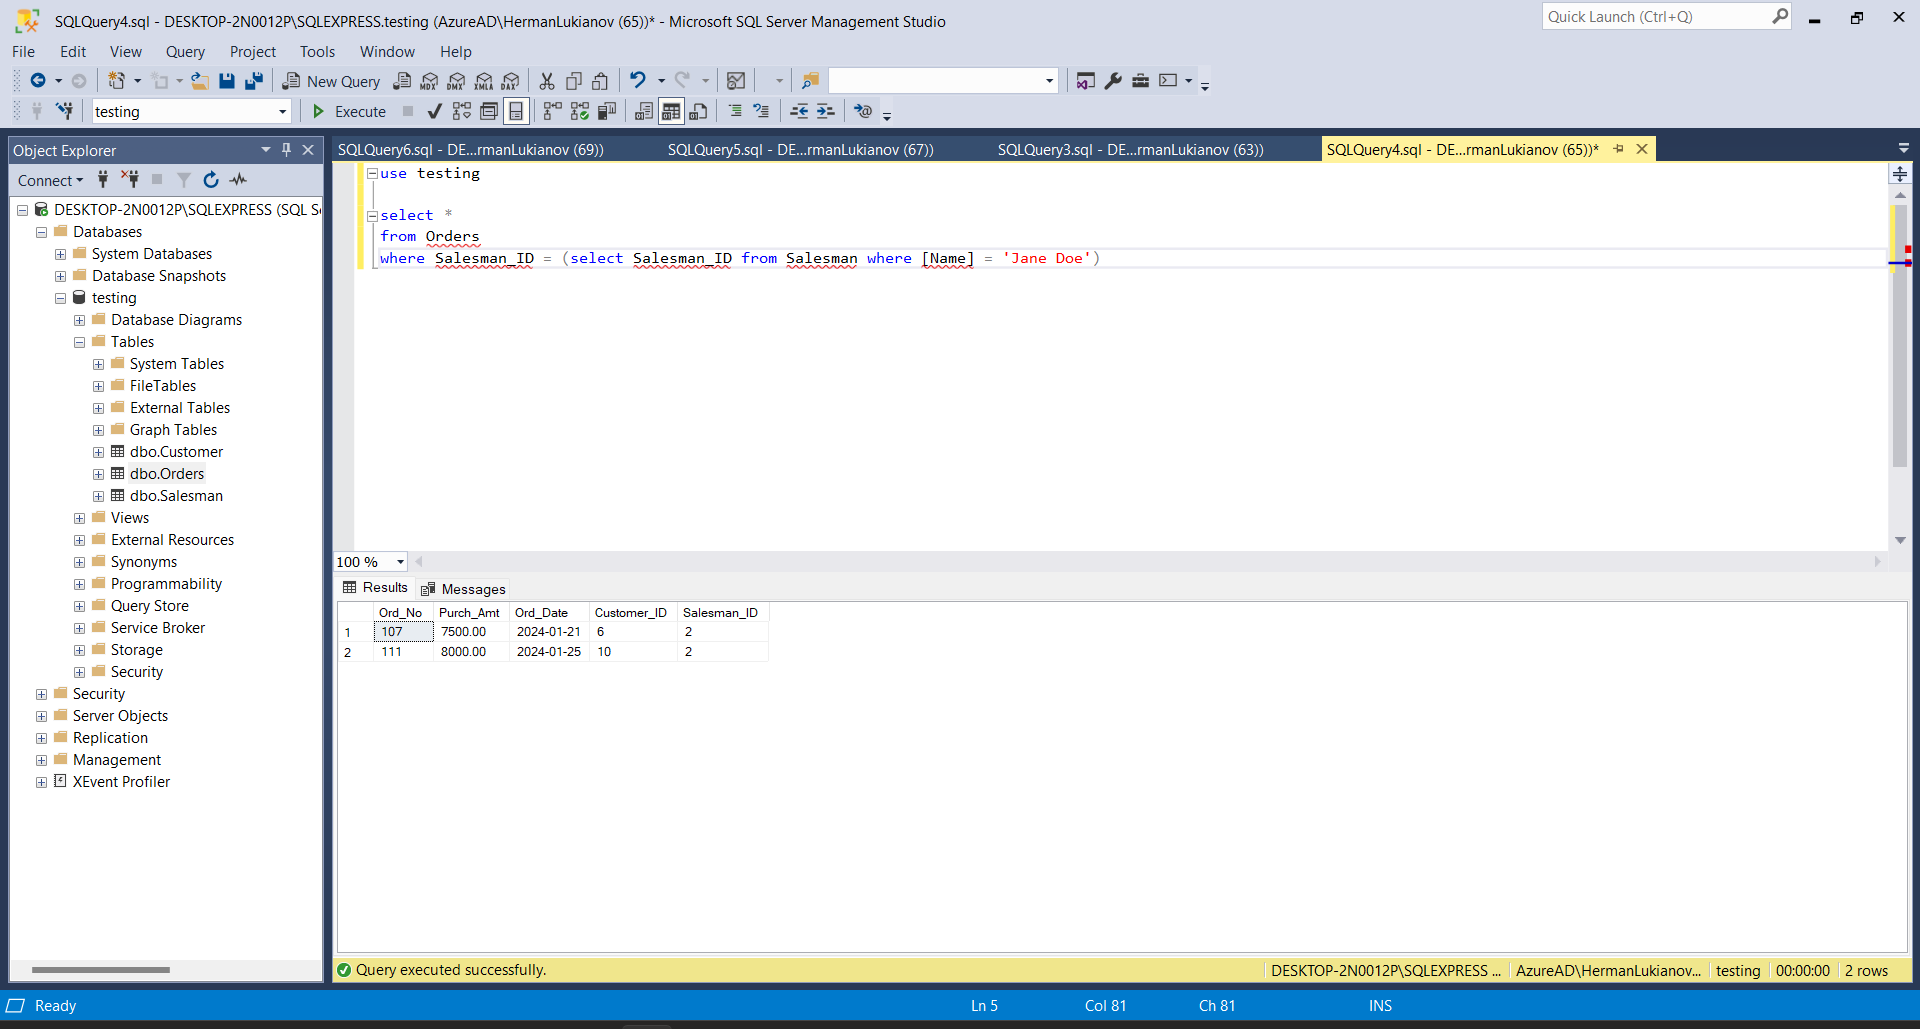 SQLQuery4.sql - DESKTOP-2N0012P\SQLEXPRESS.testing (AzureAD\HermanLukianov (65))* - Microsoft SQL Server Management Studio
Quick Launch (Ctrl+Q)
File Edit View Query Project Tools Window Help
New Query MDX DMX XMLA DAX
testing Execute
Object Explorer
SQLQuery6.sql - DE...rmanLukianov (69)) SQLQuery5.sql - DE...rmanLukianov (67)) SQLQuery3.sql - DE...rmanLukianov (63)) SQLQuery4.sql - DE...rmanLukianov (65))*
Connect
DESKTOP-2N0012P\SQLEXPRESS (SQL S
Databases
System Databases
Database Snapshots
testing
Database Diagrams
Tables
System Tables
FileTables
External Tables
Graph Tables
dbo.Customer
dbo.Orders
dbo.Salesman
Views
External Resources
Synonyms
Programmability
Query Store
Service Broker
Storage
Security
Security
Server Objects
Replication
Management
XEvent Profiler
use testing
select *
from Orders
where Salesman_ID = (select Salesman_ID from Salesman where [Name] = 'Jane Doe')
100 %
Results Messages
Ord_No Purch_Amt Ord_Date Customer_ID Salesman_ID
1 107 7500.00 2024-01-21 6 2
2 111 8000.00 2024-01-25 10 2
Query executed successfully. DESKTOP-2N0012P\SQLEXPRESS ... AzureAD\HermanLukianov... testing 00:00:00 2 rows
Ready Ln 5 Col 81 Ch 81 INS